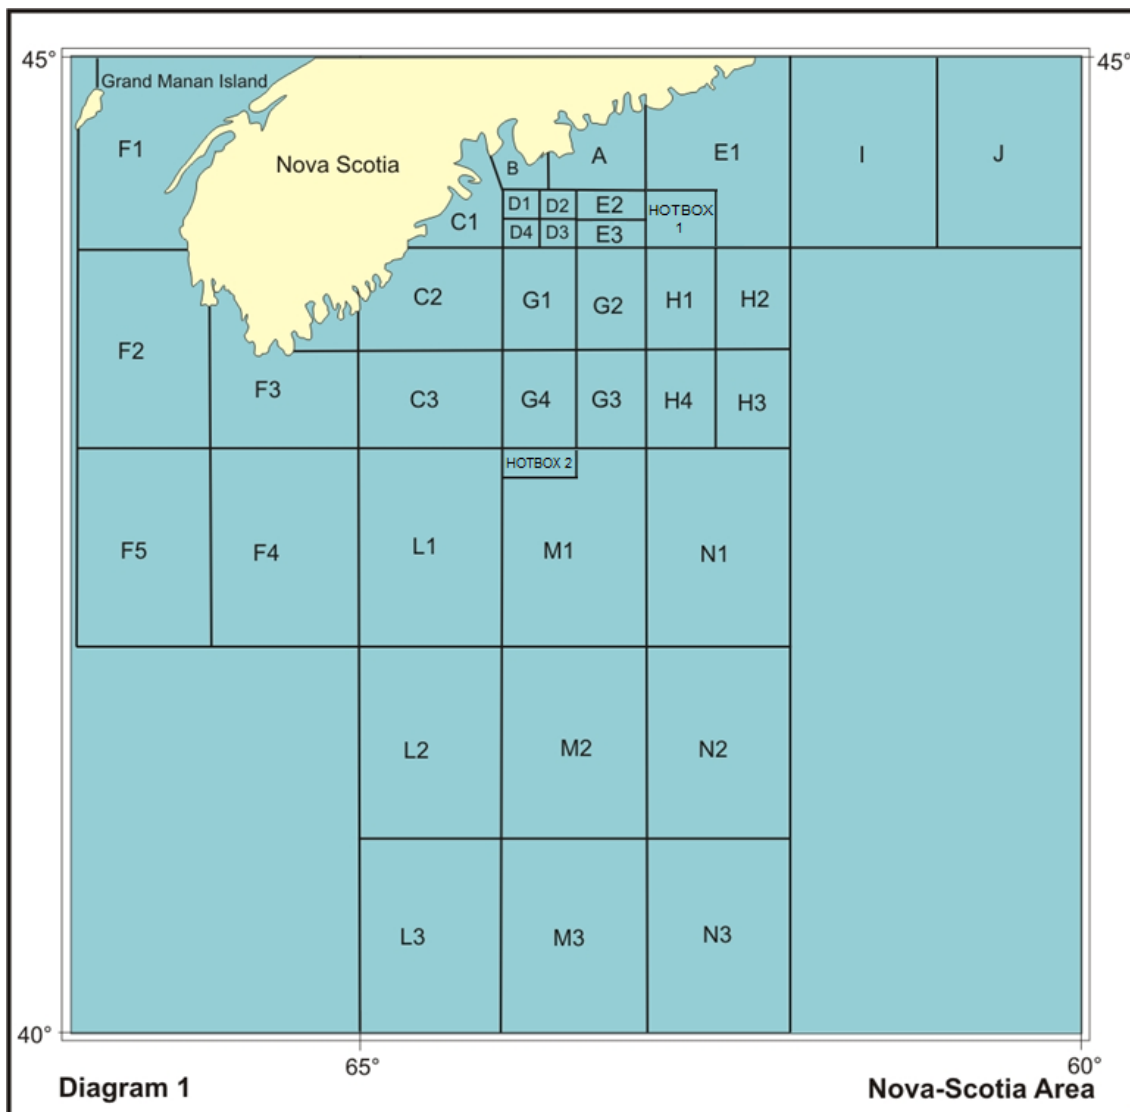 45°
45°
Grand Manan Island
F1
Nova Scotia
B
A
E1
I
J
C1
D1
D2
E2
HOTBOX
1
D4
D3
E3
C2
G1
G2
H1
H2
F2
F3
C3
G4
G3
H4
H3
HOTBOX 2
F5
F4
L1
M1
N1
L2
M2
N2
L3
M3
N3
40°
65°
60°
Diagram 1
Nova-Scotia Area